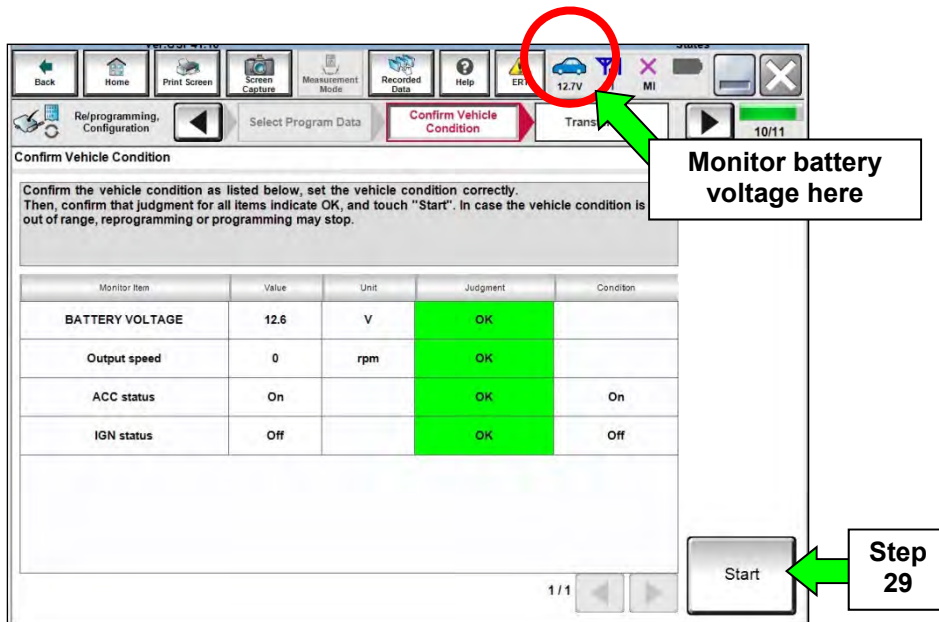 Back
Home
Print Screen
Screen
Capture
Measurement
Mode
Recorded
Data
Help
12.7V
MI
Re/programming,
Configuration
Select Program Data
Confirm Vehicle
Condition
10/11
Confirm Vehicle Condition
Monitor battery
voltage here
Confirm the vehicle condition as listed below, set the vehicle condition correctly.
Then, confirm that judgment for all items indicate OK, and touch "Start". In case the vehicle condition is
out of range, reprogramming or programming may stop.
Monitor Item Value Unit Judgment Condition
BATTERY VOLTAGE 12.6 V OK
Output speed 0 rpm OK
ACC status On OK On
IGN status Off OK Off
1/1
Start
Step
29